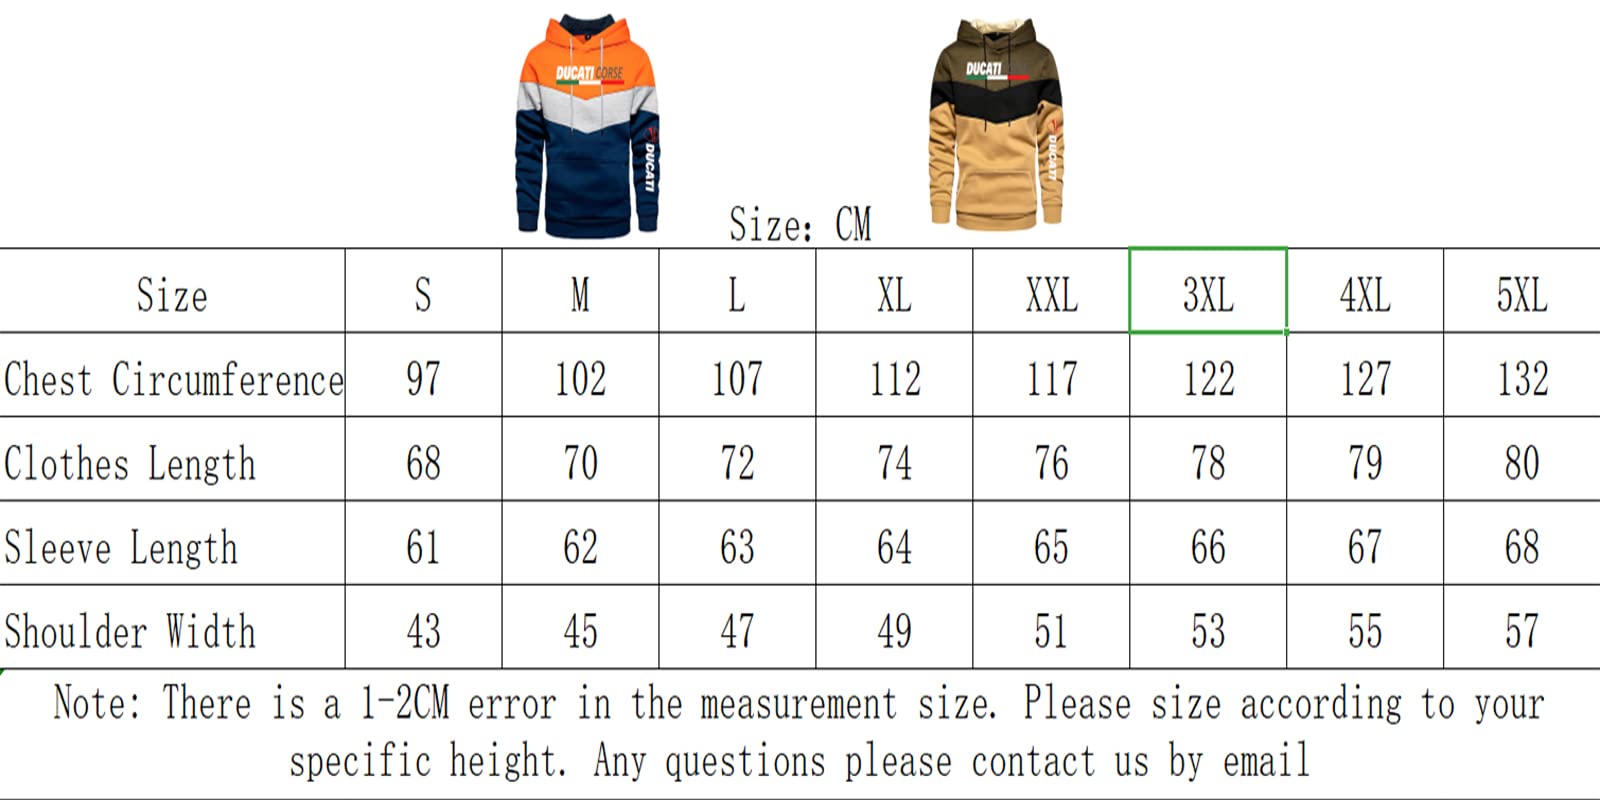 DUCATI CORSE
DUCATI
DUCATI
DUCATI
Size: CM
Size S M L XL XXL 3XL 4XL 5XL
Chest Circumference 97 102 107 112 117 122 127 132
Clothes Length 68 70 72 74 76 78 79 80
Sleeve Length 61 62 63 64 65 66 67 68
Shoulder Width 43 45 47 49 51 53 55 57
Note: There is a 1-2CM error in the measurement size. Please size according to your
specific height. Any questions please contact us by email